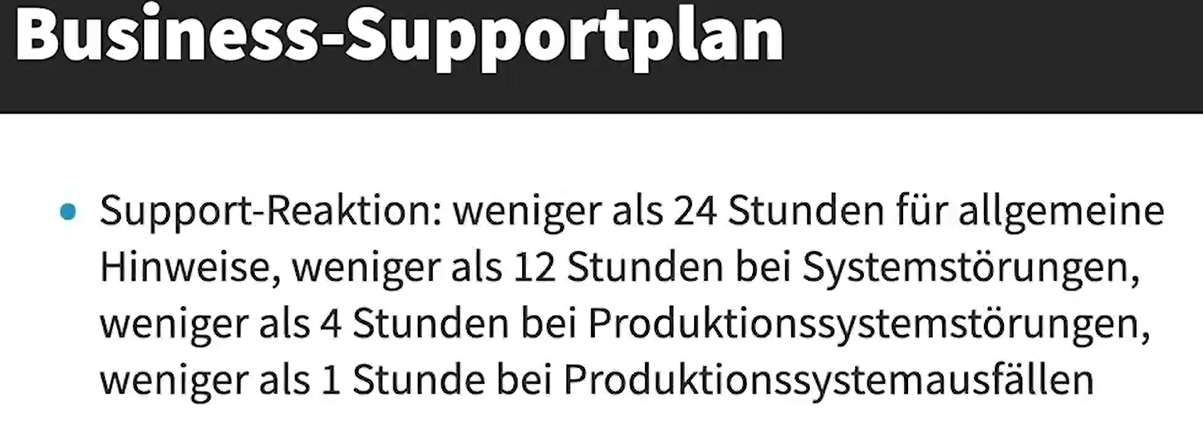 Business-Supportplan
• Support-Reaktion: weniger als 24 Stunden für allgemeine
Hinweise, weniger als 12 Stunden bei Systemstörungen,
weniger als 4 Stunden bei Produktionssystemstörungen,
weniger als 1 Stunde bei Produktionssystemausfällen